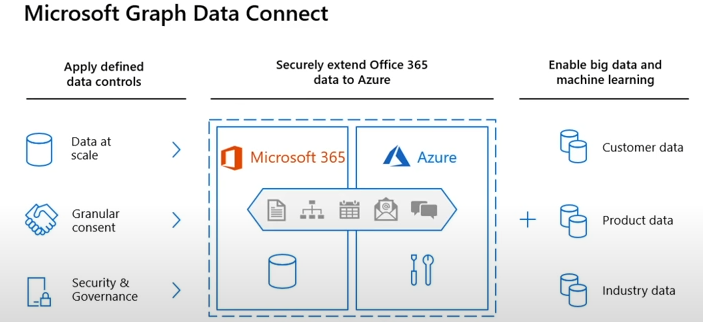 Microsoft Graph Data Connect
Apply defined
data controls
Securely extend Office 365
data to Azure
Enable big data and
machine learning
Data at
scale
Granular
consent
Security &
Governance
Microsoft 365
Azure
Customer data
+
Product data
Industry data